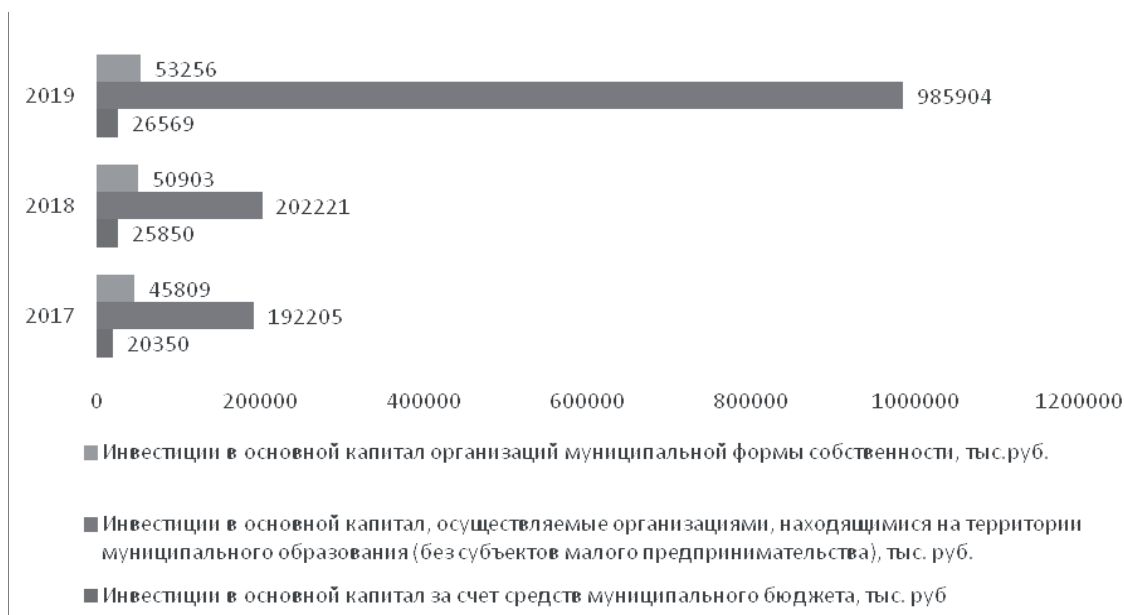 53256
2019
985904
26569
50903
2018
202221
25850
45809
2017
192205
20350
0 200000 400000 600000 800000 1000000 1200000
Инвестиции в основной капитал организаций муниципальной формы собственности, тыс.руб.
Инвестиции в основной капитал, осуществляемые организациями, находящимися на территории
муниципального образования (без субъектов малого предпринимательства), тыс. руб.
Инвестиции в основной капитал за счет средств муниципального бюджета, тыс. руб